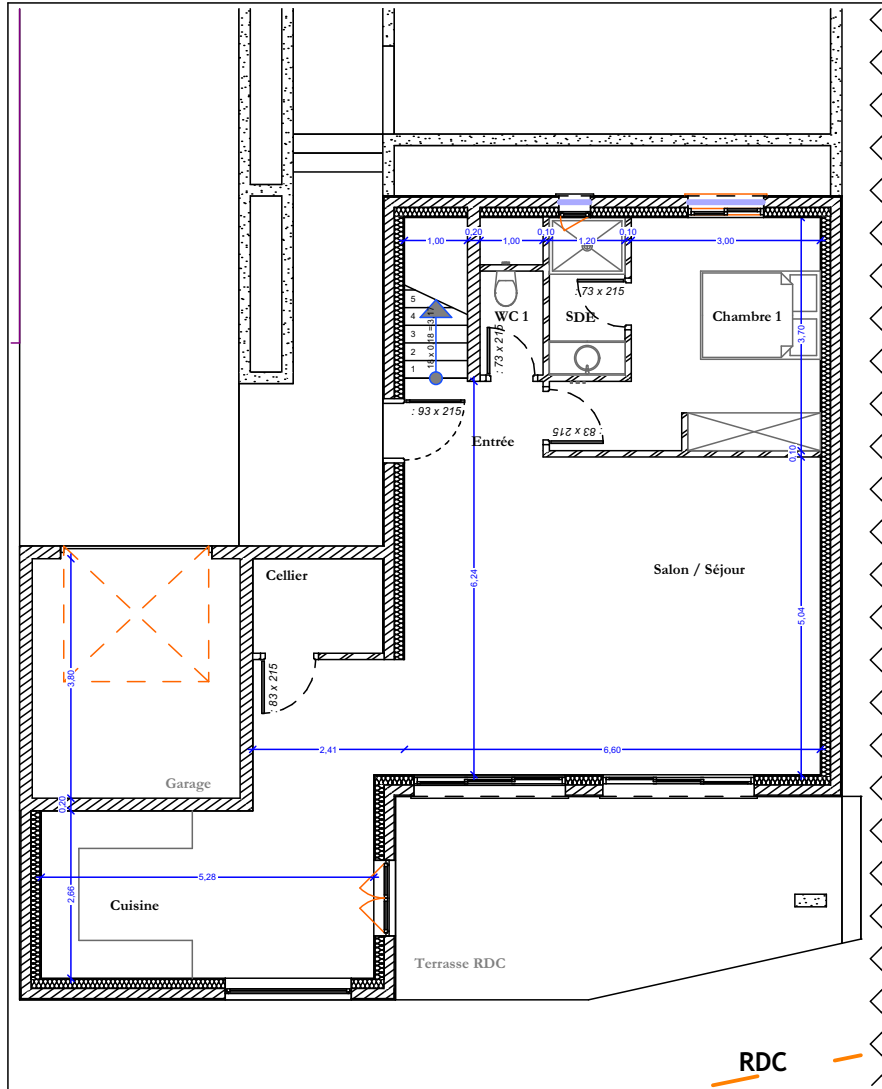 0,20
0,10
0,10
1,00
1,00
1,20
3,00
: 73 x 215
5
4
3
2
1
WC 1
SDE
Chambre 1
3,70
: 73 x 215
: 93 x 215
: 83 x 215
Entrée
0,10
Cellier
6,24
Salon / Séjour
5,04
3,80
: 83 x 215
2,41
6,60
Garage
0,20
5,28
2,66
Cuisine
Terrasse RDC
RDC